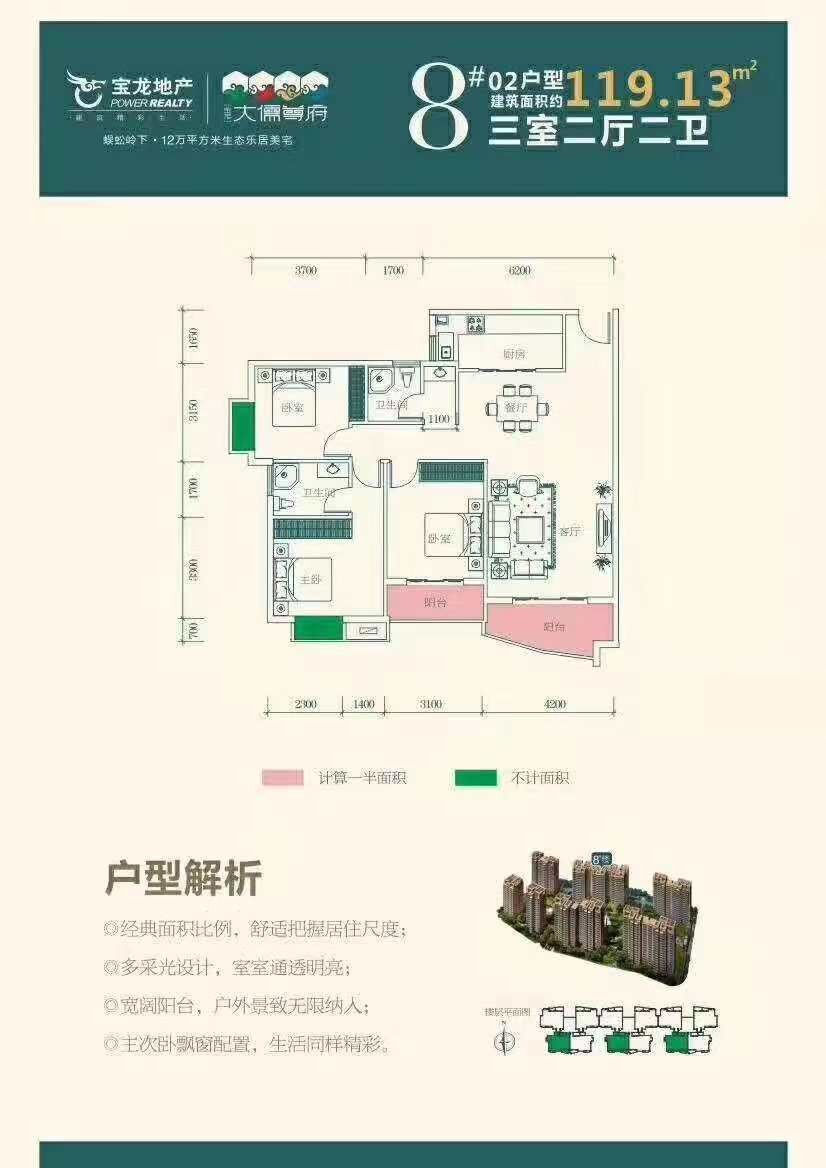 宝龙地产
POWER REALTY
·建筑精彩生活·
大儒尊府
蜈蚣岭下·12万平方米生态乐居美宅
8#
02户型
建筑面积约
119.13m²
三室二厅二卫
3700
1700
6200
1650
3150
1700
3300
700
厨房
卧室
卫生间
1100
餐厅
卫生间
卧室
客厅
主卧
阳台
阳台
2300
1400
3100
4200
计算一半面积
不计面积
户型解析
◎经典面积比例，舒适把握居住尺度；
◎多采光设计，室室通透明亮；
◎宽阔阳台，户外景致无限纳入；
◎主次卧飘窗配置，生活同样精彩。
8#楼
楼层平面图
N